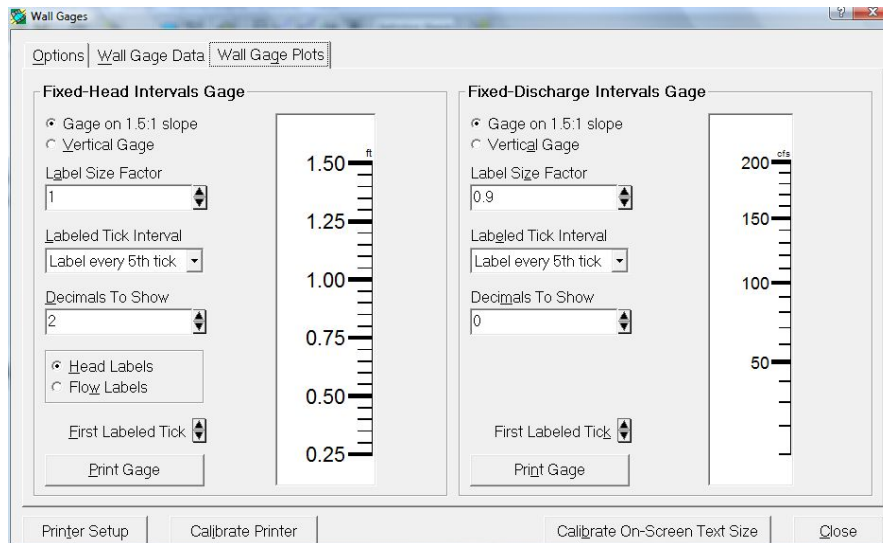 Wall Gages
Options
Wall Gage Data
Wall Gage Plots
Fixed-Head Intervals Gage
Gage on 1.5:1 slope
Vertical Gage
Label Size Factor
1
Labeled Tick Interval
Label every 5th tick
Decimals To Show
2
Head Labels
Flow Labels
First Labeled Tick
Print Gage
ft
1.50
1.25
1.00
0.75
0.50
0.25
Fixed-Discharge Intervals Gage
Gage on 1.5:1 slope
Vertical Gage
Label Size Factor
0.9
Labeled Tick Interval
Label every 5th tick
Decimals To Show
0
First Labeled Tick
Print Gage
cfs
200
150
100
50
Printer Setup
Calibrate Printer
Calibrate On-Screen Text Size
Close